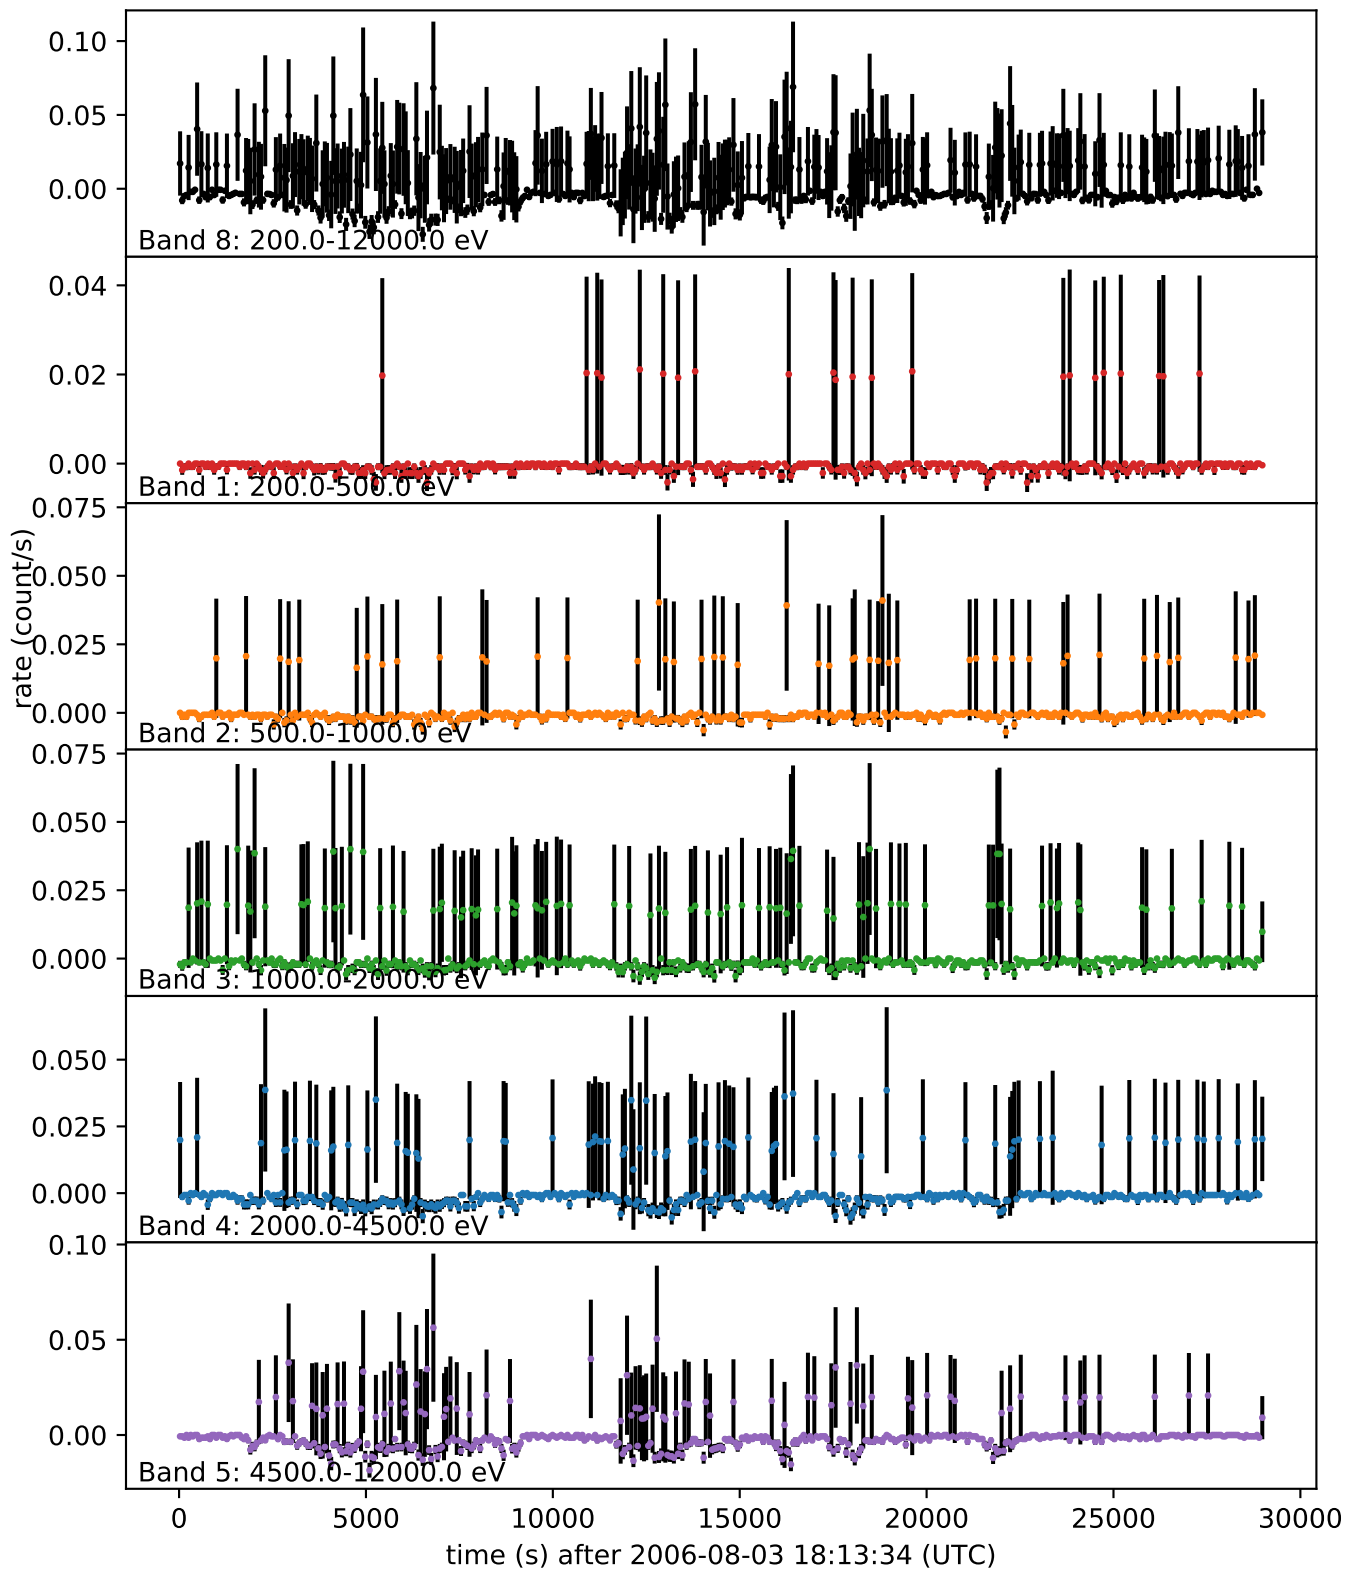 0.10
0.05
0.00
Band 8: 200.0-12000.0 eV
0.04
0.02
0.00
Band 1: 200.0-500.0 eV
rate (count/s)
0.075
0.050
0.025
0.000
Band 2: 500.0-1000.0 eV
0.075
0.050
0.025
0.000
Band 3: 1000.0-2000.0 eV
0.050
0.025
0.000
Band 4: 2000.0-4500.0 eV
0.10
0.05
0.00
Band 5: 4500.0-12000.0 eV
0 5000 10000 15000 20000 25000 30000
time (s) after 2006-08-03 18:13:34 (UTC)